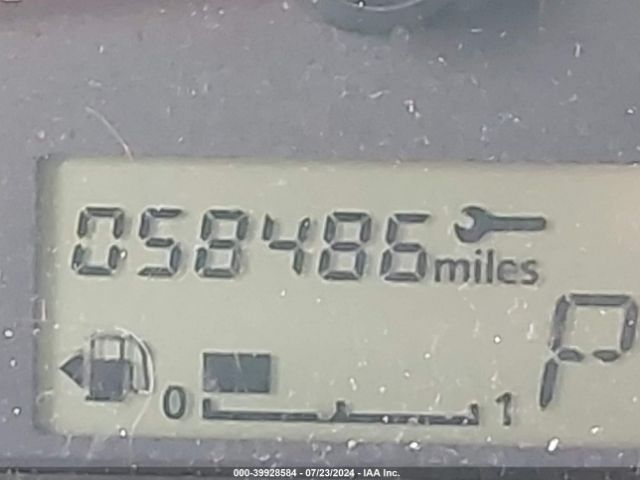 058486 miles
P
0 1
000-39928584 - 07/23/2024 - IAA Inc.